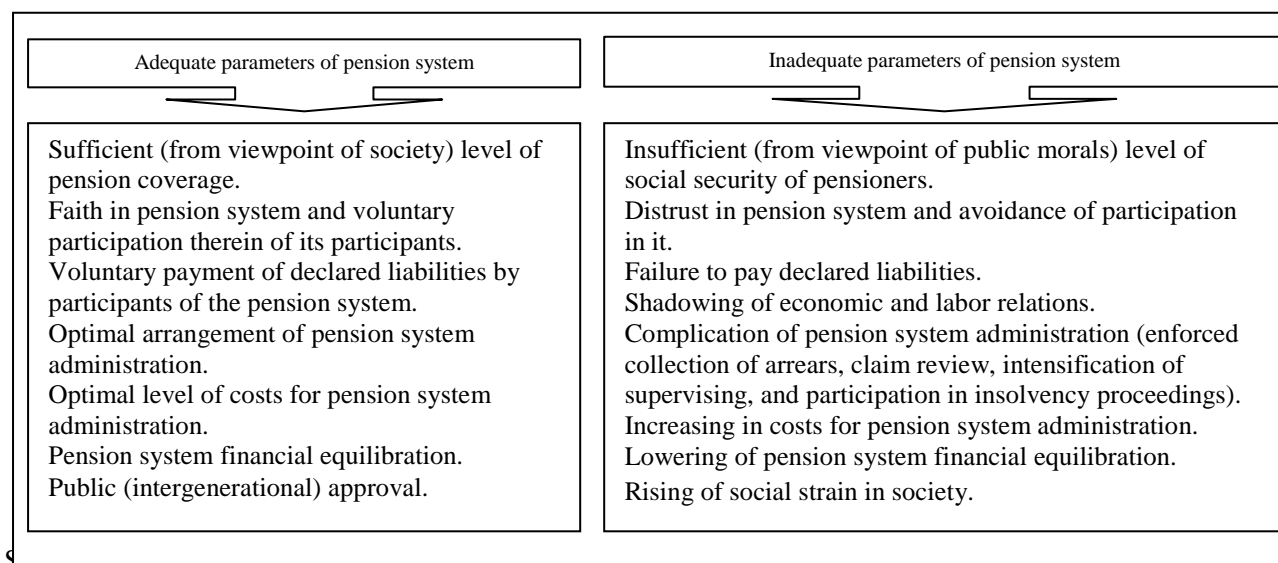 Adequate parameters of pension system
Sufficient (from viewpoint of society) level of
pension coverage.
Faith in pension system and voluntary
participation therein of its participants.
Voluntary payment of declared liabilities by
participants of the pension system.
Optimal arrangement of pension system
administration.
Optimal level of costs for pension system
administration.
Pension system financial equilibration.
Public (intergenerational) approval.
Inadequate parameters of pension system
Insufficient (from viewpoint of public morals) level of
social security of pensioners.
Distrust in pension system and avoidance of participation
in it.
Failure to pay declared liabilities.
Shadowing of economic and labor relations.
Complication of pension system administration (enforced
collection of arrears, claim review, intensification of
supervising, and participation in insolvency proceedings).
Increasing in costs for pension system administration.
Lowering of pension system financial equilibration.
Rising of social strain in society.